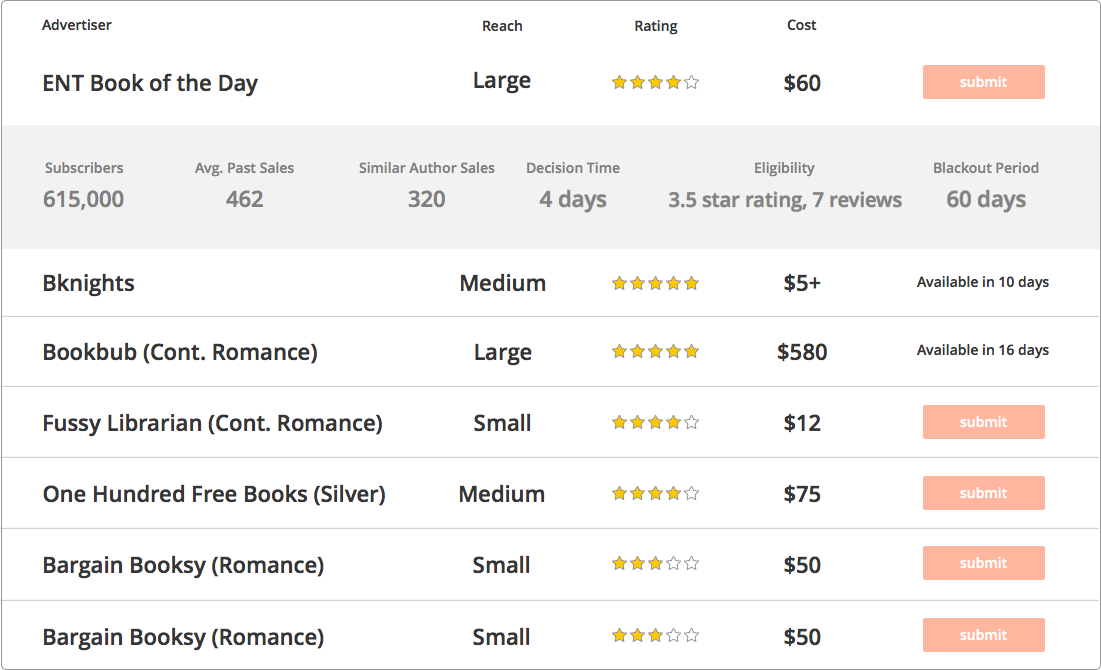 Advertiser Reach Rating Cost
ENT Book of the Day Large $60 submit
Subscribers Avg. Past Sales Similar Author Sales Decision Time Eligibility Blackout Period
615,000 462 320 4 days 3.5 star rating, 7 reviews 60 days
Bknights Medium $5+ Available in 10 days
Bookbub (Cont. Romance) Large $580 Available in 16 days
Fussy Librarian (Cont. Romance) Small $12 submit
One Hundred Free Books (Silver) Medium $75 submit
Bargain Booksy (Romance) Small $50 submit
Bargain Booksy (Romance) Small $50 submit